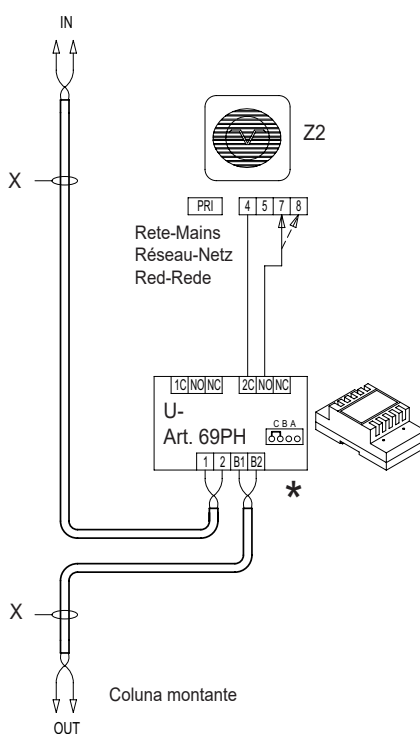 IN
Z2
X
PRI 4 5 7 8
Rete-Mains
Réseau-Netz
Red-Rede
1C NO NC 2C NO NC
U-
Art. 69PH
C B A
1 2 B1 B2
*
X
Coluna montante
OUT